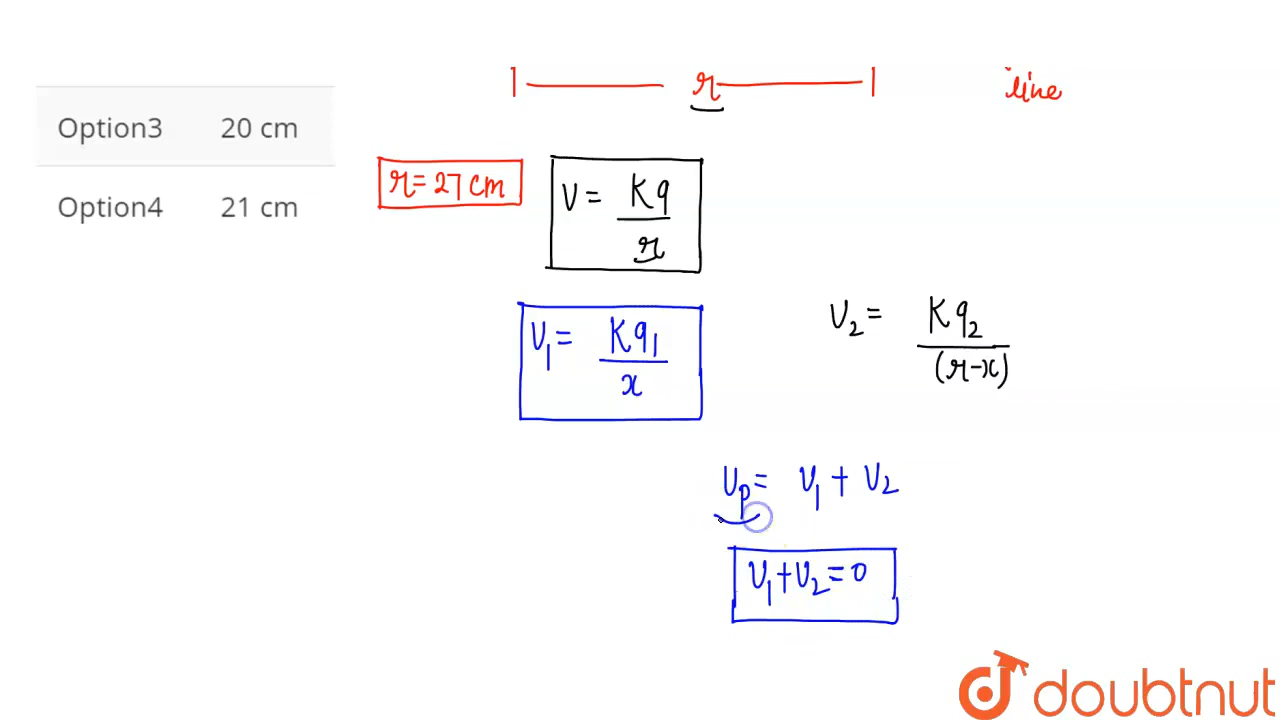 r
line
Option3 20 cm
r = 27 cm
V = Kq / r
Option4 21 cm
V₁ = Kq₁ / x
V₂ = Kq₂ / (r-x)
Vₚ = V₁ + V₂
V₁ + V₂ = 0
doubtnut